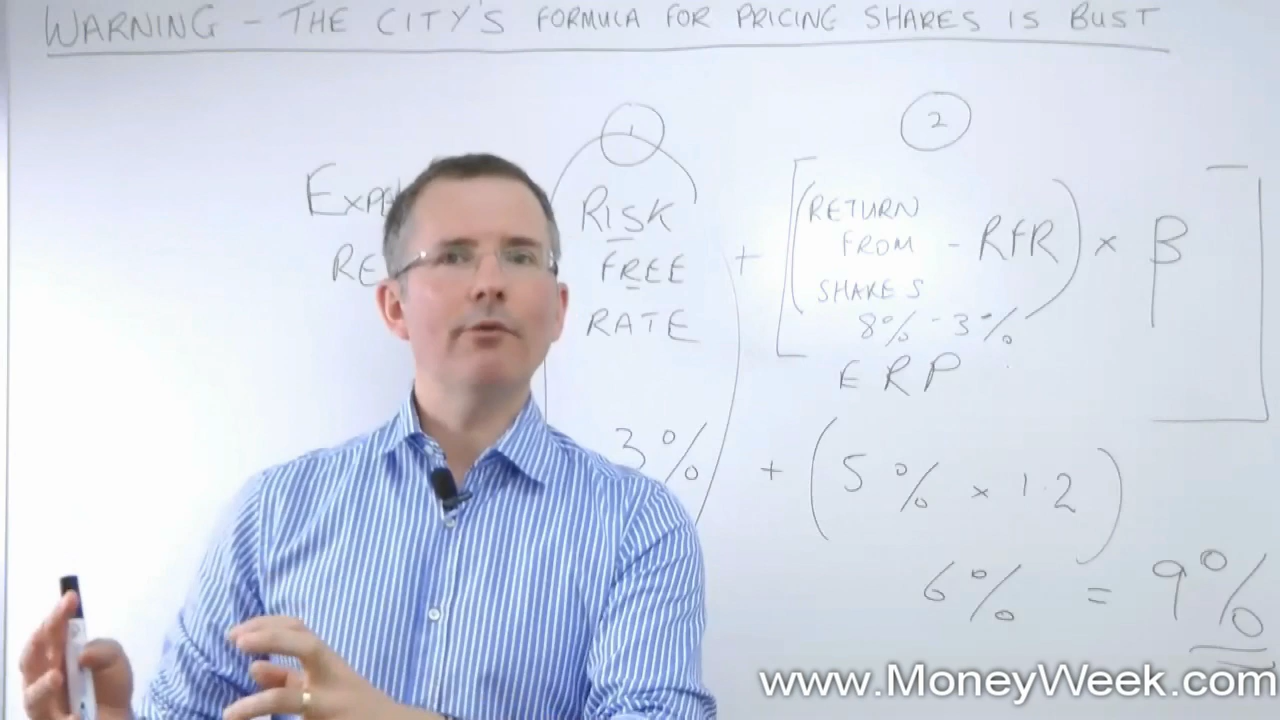 WARNING - THE CITY'S FORMULA FOR PRICING SHARES IS BUST
1
2
RISK
FREE
RATE
+ [(RETURN
FROM
SHARES
- RFR) × β]
8% - 3%
ERP
3% + (5% × 1.2)
6% = 9%
www.MoneyWeek.com